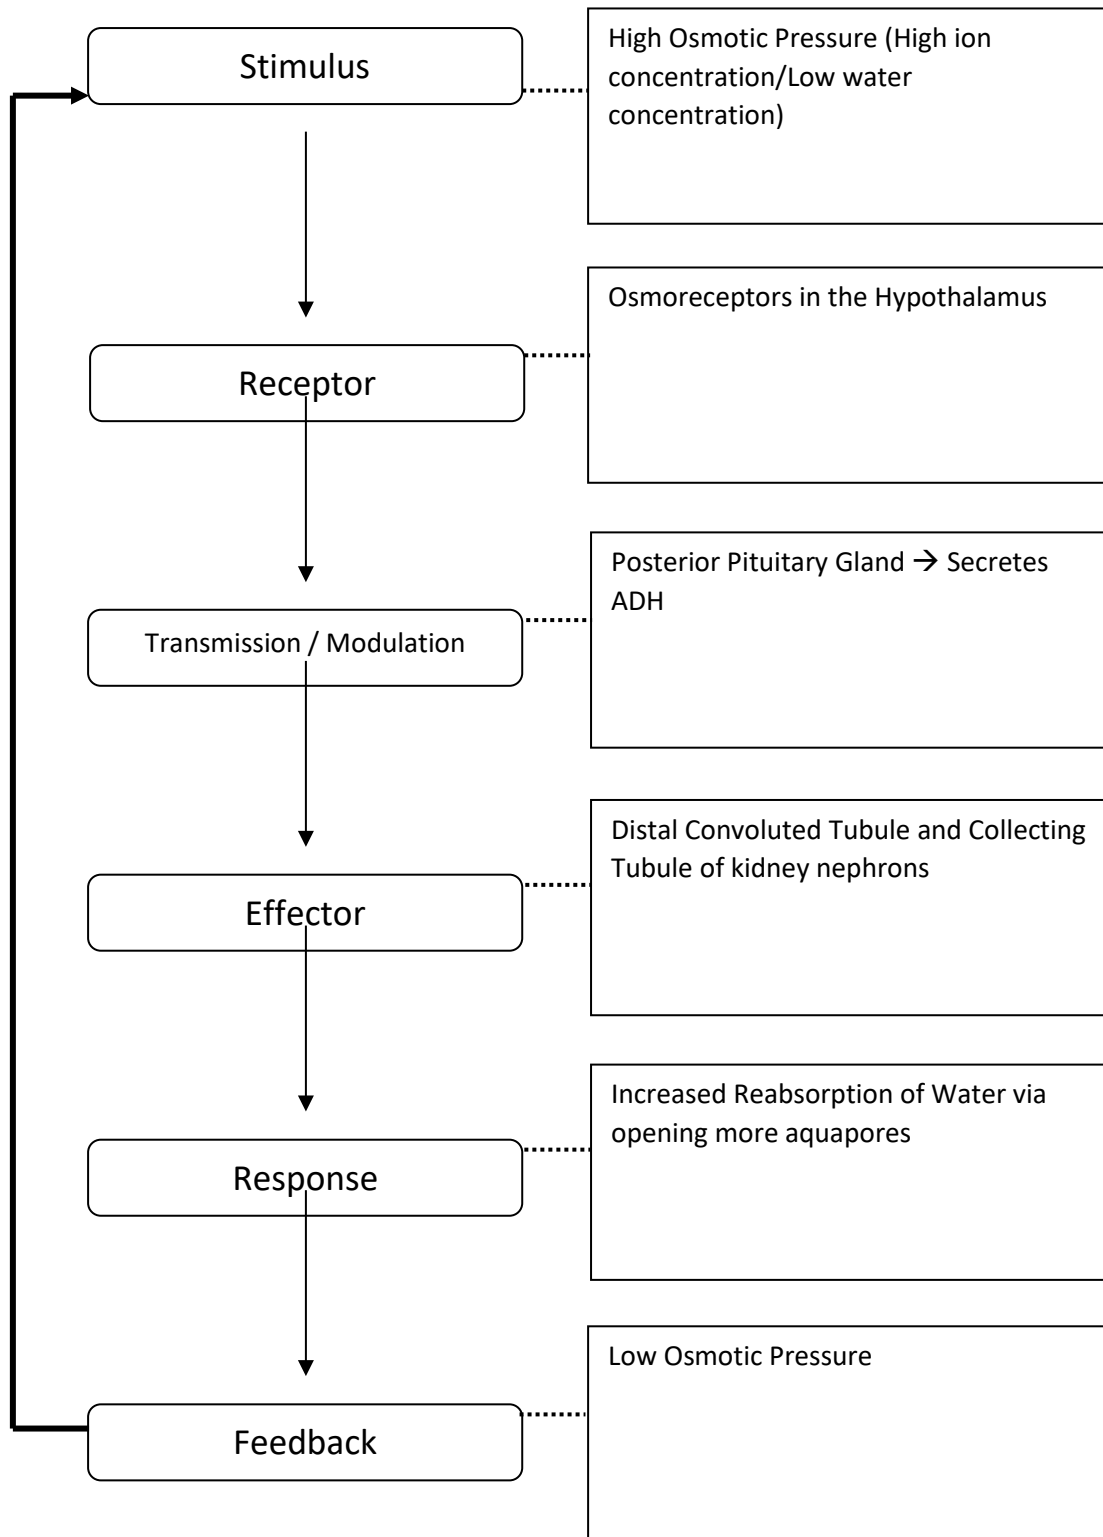 Stimulus
High Osmotic Pressure (High ion
concentration/Low water
concentration)
Receptor
Osmoreceptors in the Hypothalamus
Transmission / Modulation
Posterior Pituitary Gland → Secretes
ADH
Effector
Distal Convoluted Tubule and Collecting
Tubule of kidney nephrons
Response
Increased Reabsorption of Water via
opening more aquapores
Feedback
Low Osmotic Pressure